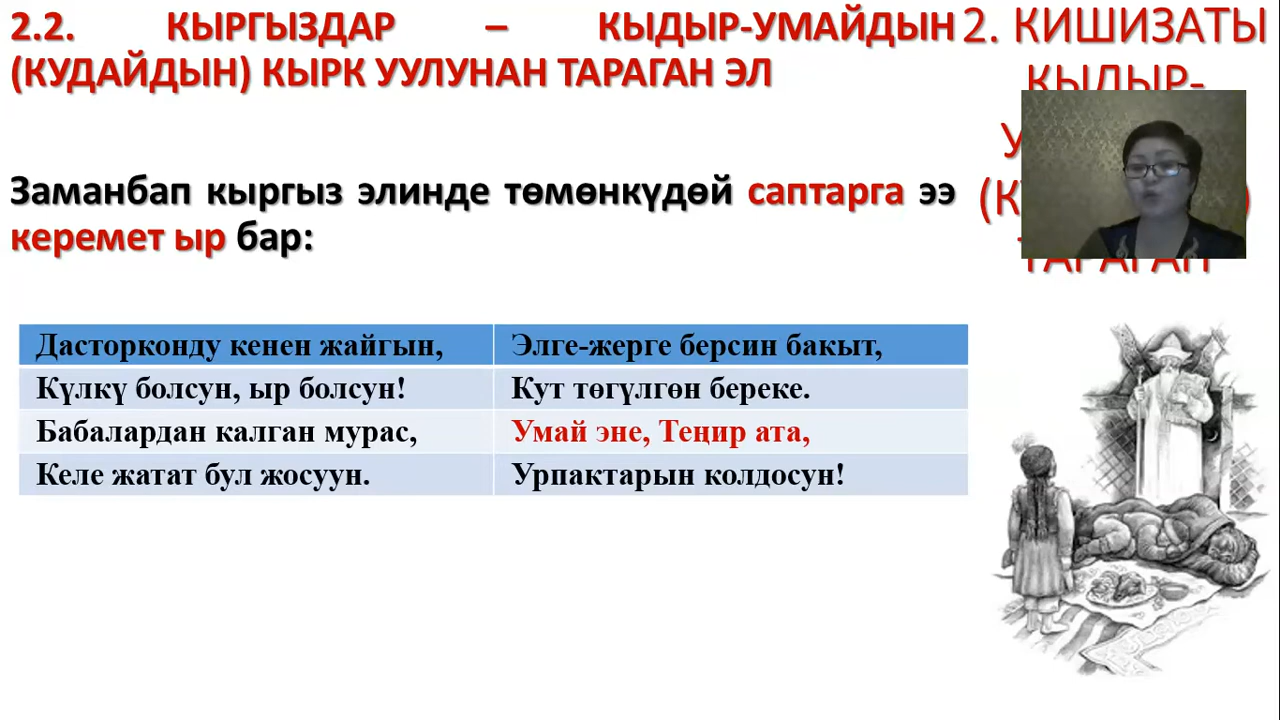 2.2. КЫРГЫЗДАР – КЫДЫР-УМАЙДЫН
(КУДАЙДЫН) КЫРК УУЛУНАН ТАРАГАН ЭЛ
2. КИШИЗАТЫ
КЫДЫР-
ТАРАГАН
Заманбап кыргыз элинде төмөнкүдөй саптарга ээ
керемет ыр бар:
Дасторконду кенен жайгын,
Күлкү болсун, ыр болсун!
Бабалардан калган мурас,
Келе жатат бул жосуун.
Элге-жерге берсин бакыт,
Кут төгүлгөн береке.
Умай эне, Теңир ата,
Урпактарын колдосун!